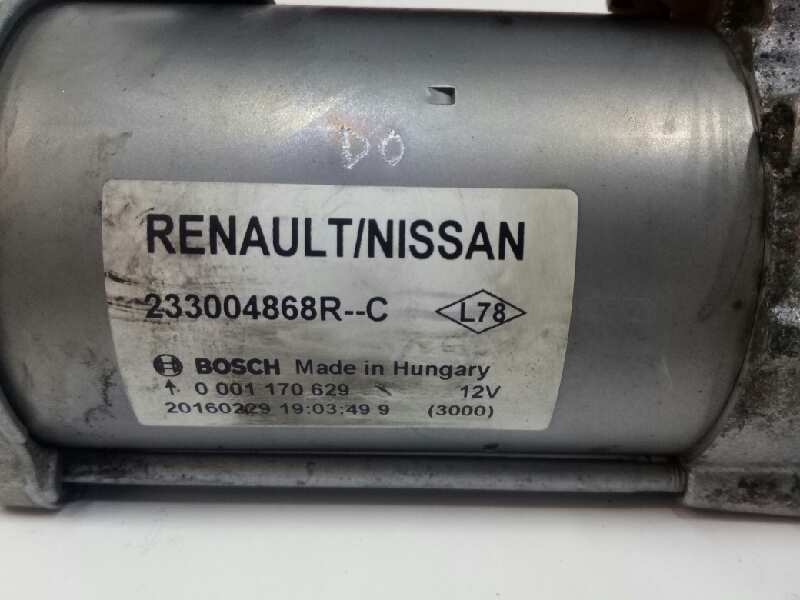 DO
RENAULT/NISSAN
233004868R--C L78
BOSCH Made in Hungary
0 001 170 629 12V
20160229 19:03:49 9 (3000)